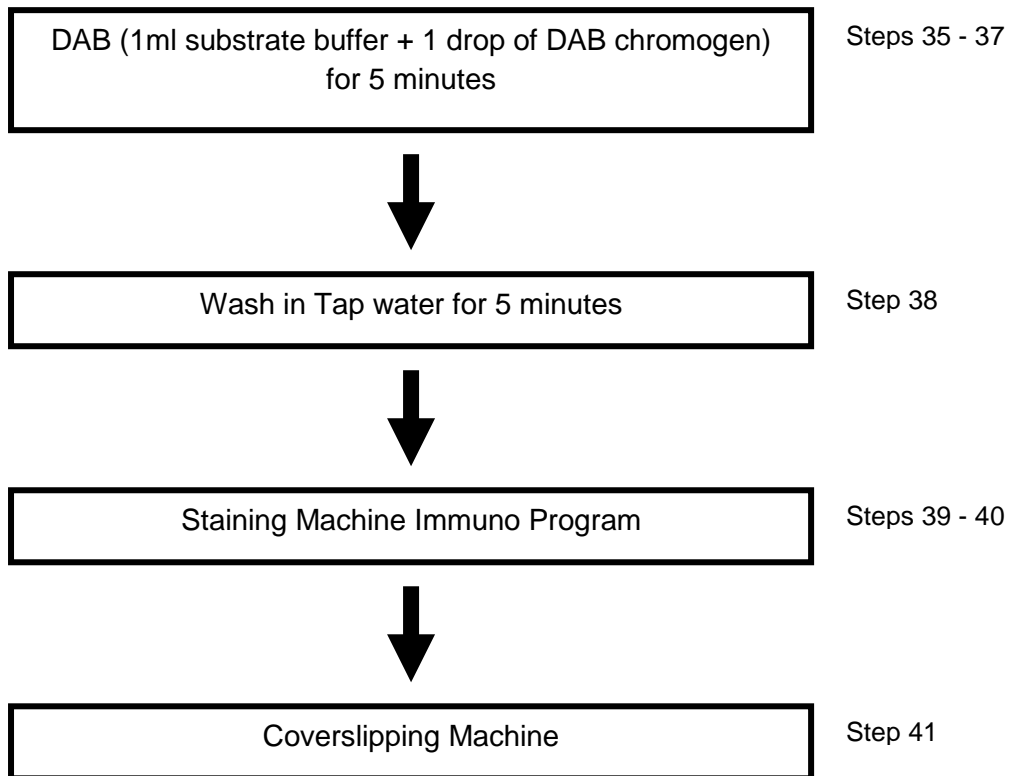 DAB (1ml substrate buffer + 1 drop of DAB chromogen)
for 5 minutes
Steps 35 - 37
Wash in Tap water for 5 minutes
Step 38
Staining Machine Immuno Program
Steps 39 - 40
Coverslipping Machine
Step 41